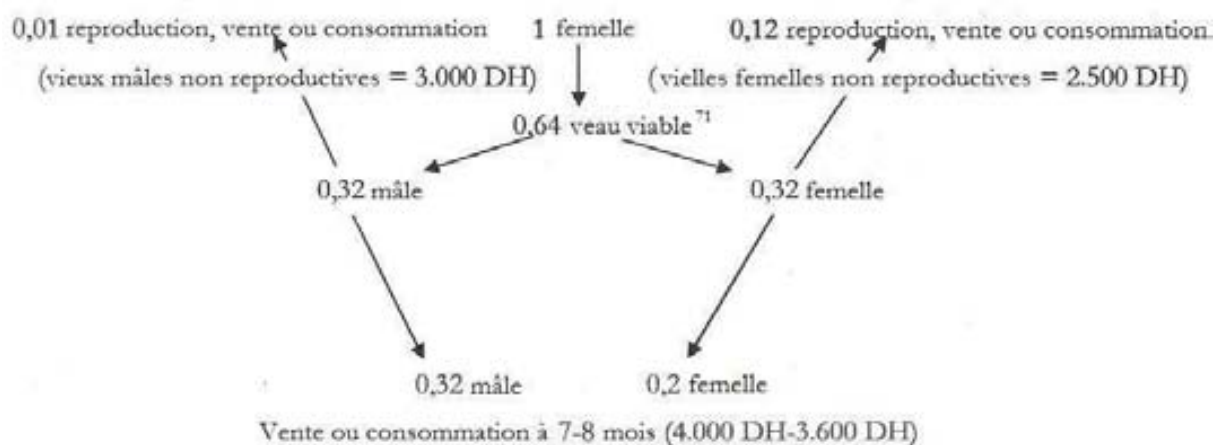 0,01 reproduction, vente ou consommation 1 femelle 0,12 reproduction, vente ou consommation.
(vieux mâles non reproductives = 3.000 DH) (vielles femelles non reproductives = 2.500 DH)
0,64 veau viable 71
0,32 mâle 0,32 femelle
0,32 mâle 0,2 femelle
Vente ou consommation à 7-8 mois (4.000 DH-3.600 DH)